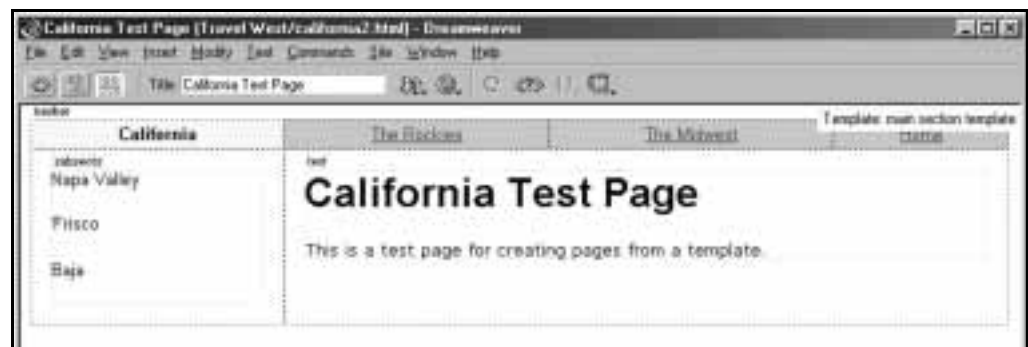 California Test Page (Travel West/california2.html) - Dreamweaver
File Edit View Insert Modify Text Commands Site Window Help
Title: California Test Page
Template: main section template
California The Rockies The Midwest Home
Napa Valley
text
California Test Page
Frisco
This is a test page for creating pages from a template.
Baja